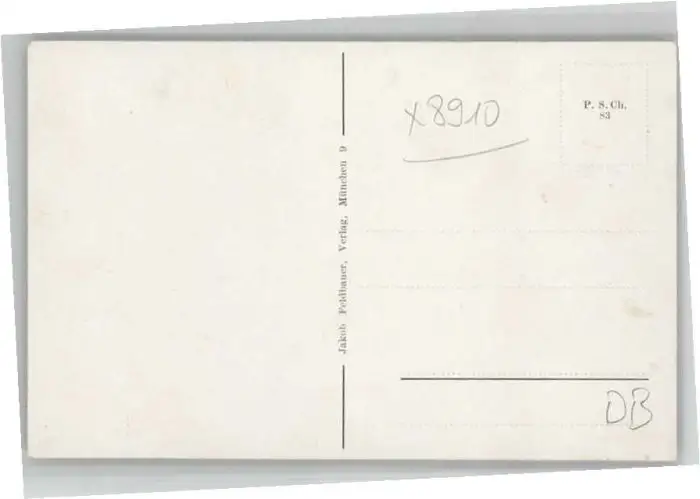 Jakob Feldbauer, Verlag, München 9
P. S. Ch.
83
x8910
DB